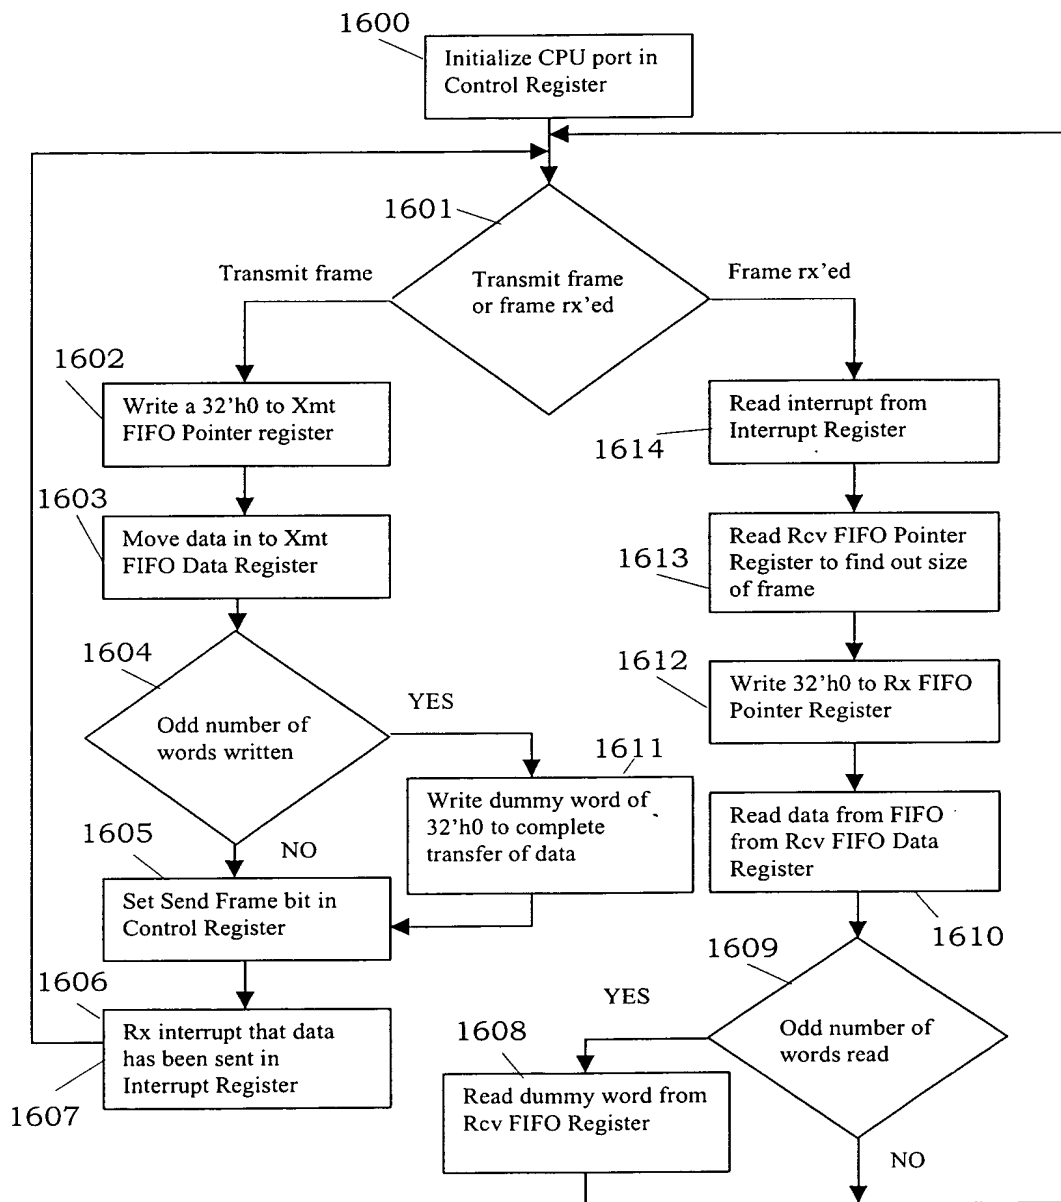 1600
Initialize CPU port in
Control Register
1601
Transmit frame
Transmit frame
or frame rx'ed
Frame rx'ed
1602
Write a 32'h0 to Xmt
FIFO Pointer register
Read interrupt from
Interrupt Register
1614
1603
Move data in to Xmt
FIFO Data Register
Read Rcv FIFO Pointer
Register to find out size
of frame
1613
1604
Odd number of
words written
YES
1612
Write 32'h0 to Rx FIFO
Pointer Register
1611
Write dummy word of
32'h0 to complete
transfer of data
Read data from FIFO
from Rcv FIFO Data
Register
1605
NO
Set Send Frame bit in
Control Register
1610
1609
1606
Rx interrupt that data
has been sent in
Interrupt Register
1607
YES
Odd number of
words read
1608
Read dummy word from
Rcv FIFO Register
NO